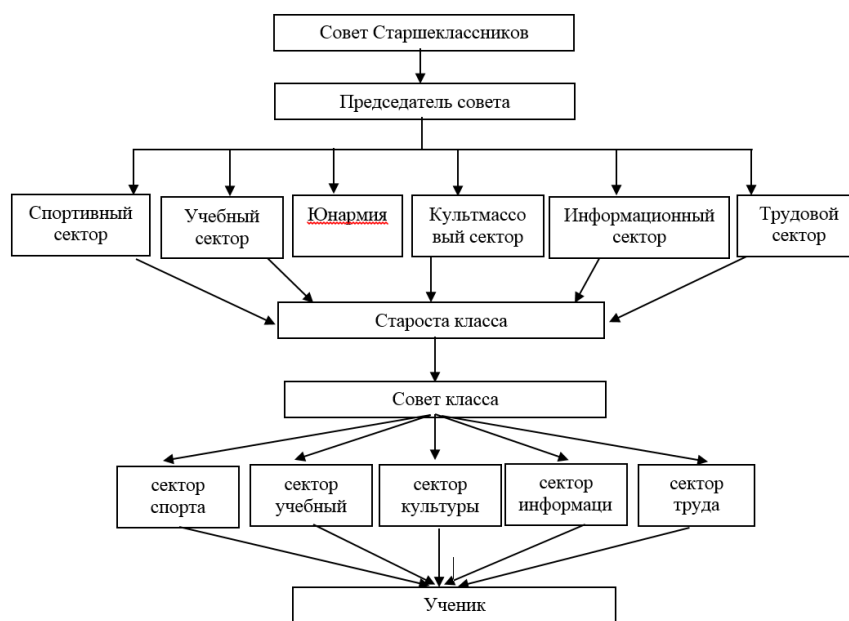 Совет Старшеклассников
Председатель совета
Спортивный
сектор
Учебный
сектор
Юнармия
Культмассо
вый сектор
Информационный
сектор
Трудовой
сектор
Староста класса
Совет класса
сектор
спорта
сектор
учебный
сектор
культуры
сектор
информаци
сектор
труда
Ученик